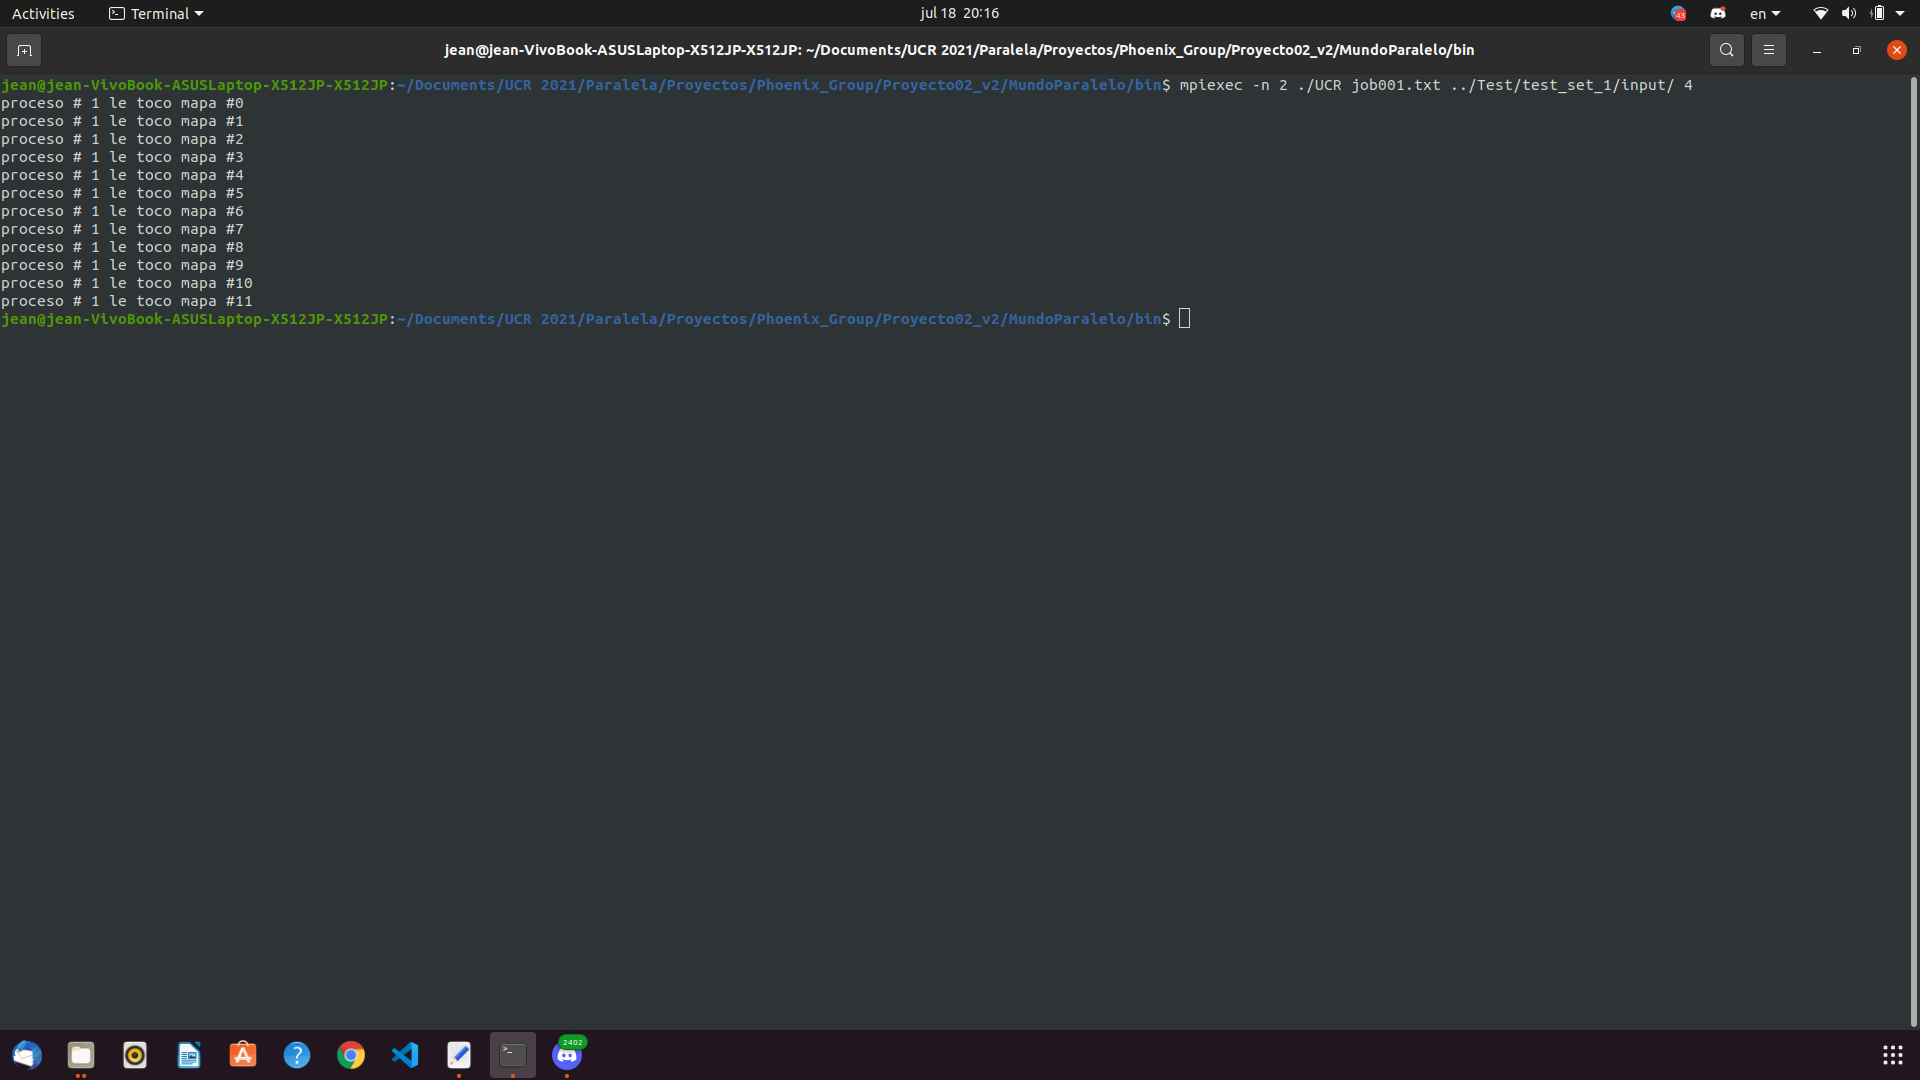 Activities
Terminal
jul 18 20:16
43
en
jean@jean-VivoBook-ASUSLaptop-X512JP-X512JP: ~/Documents/UCR 2021/Paralela/Proyectos/Phoenix_Group/Proyecto02_v2/MundoParalelo/bin
jean@jean-VivoBook-ASUSLaptop-X512JP-X512JP:~/Documents/UCR 2021/Paralela/Proyectos/Phoenix_Group/Proyecto02_v2/MundoParalelo/bin$ mpiexec -n 2 ./UCR job001.txt ../Test/test_set_1/input/ 4
proceso # 1 le toco mapa #0
proceso # 1 le toco mapa #1
proceso # 1 le toco mapa #2
proceso # 1 le toco mapa #3
proceso # 1 le toco mapa #4
proceso # 1 le toco mapa #5
proceso # 1 le toco mapa #6
proceso # 1 le toco mapa #7
proceso # 1 le toco mapa #8
proceso # 1 le toco mapa #9
proceso # 1 le toco mapa #10
proceso # 1 le toco mapa #11
jean@jean-VivoBook-ASUSLaptop-X512JP-X512JP:~/Documents/UCR 2021/Paralela/Proyectos/Phoenix_Group/Proyecto02_v2/MundoParalelo/bin$
2402